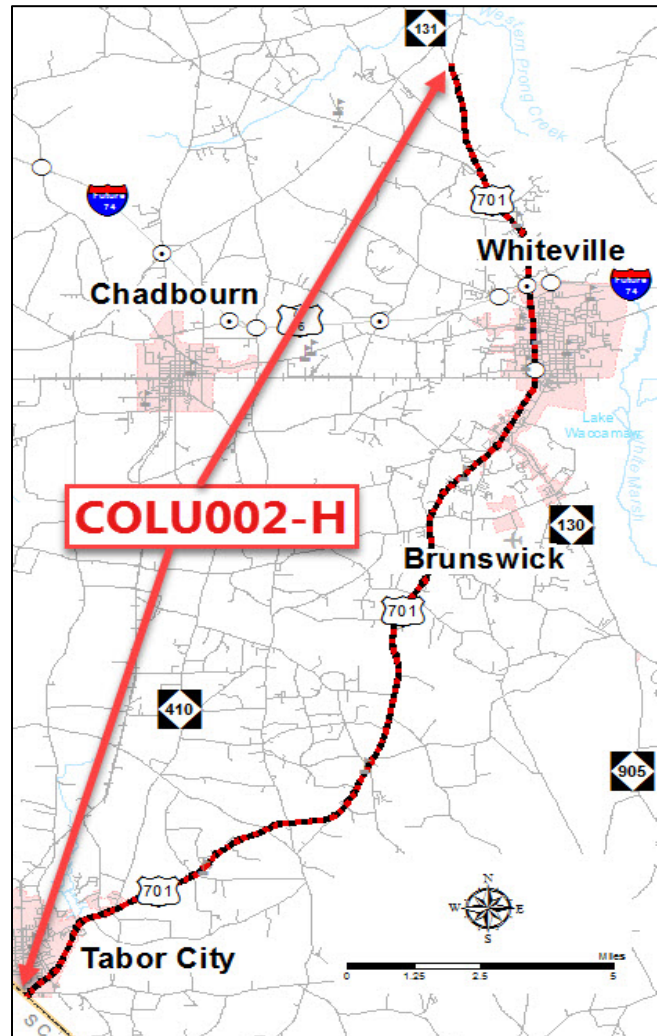 131
Western Prong Creek
Future
74
701
Whiteville
Future
74
Chadbourn
6
Lake
Waccamaw
White Marsh
COLU002-H
130
Brunswick
701
410
905
701
N
W
E
S
Tabor City
Miles
0 1.25 2.5 5
SC